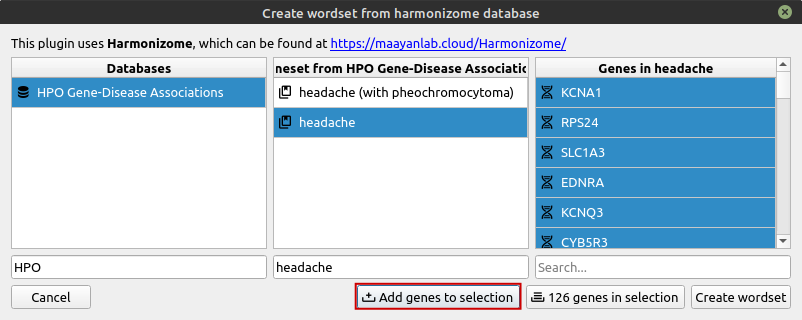 Create wordset from harmonizome database
This plugin uses Harmonizome, which can be found at https://maayanlab.cloud/Harmonizome/
Databases
HPO Gene-Disease Associations
neset from HPO Gene-Disease Associatio
headache (with pheochromocytoma)
headache
Genes in headache
KCNA1
RPS24
SLC1A3
EDNRA
KCNQ3
CYB5R3
HPO
headache
Search...
Cancel
Add genes to selection
126 genes in selection
Create wordset